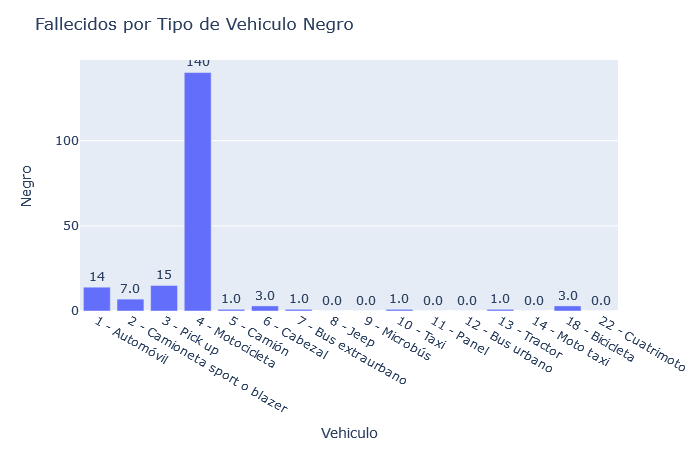 Fallecidos por Tipo de Vehiculo Negro
Negro
100
50
0
14
7.0
15
140
1.0
3.0
1.0
0.0
0.0
1.0
0.0
0.0
1.0
0.0
3.0
0.0
1 - Automóvil
2 - Camioneta sport o blazer
3 - Pick up
4 - Motocicleta
5 - Camión
6 - Cabezal
7 - Bus extraurbano
8 - Jeep
9 - Microbús
10 - Taxi
11 - Panel
12 - Bus urbano
13 - Tractor
14 - Moto taxi
18 - Bicicleta
22 - Cuatrimoto
Vehiculo